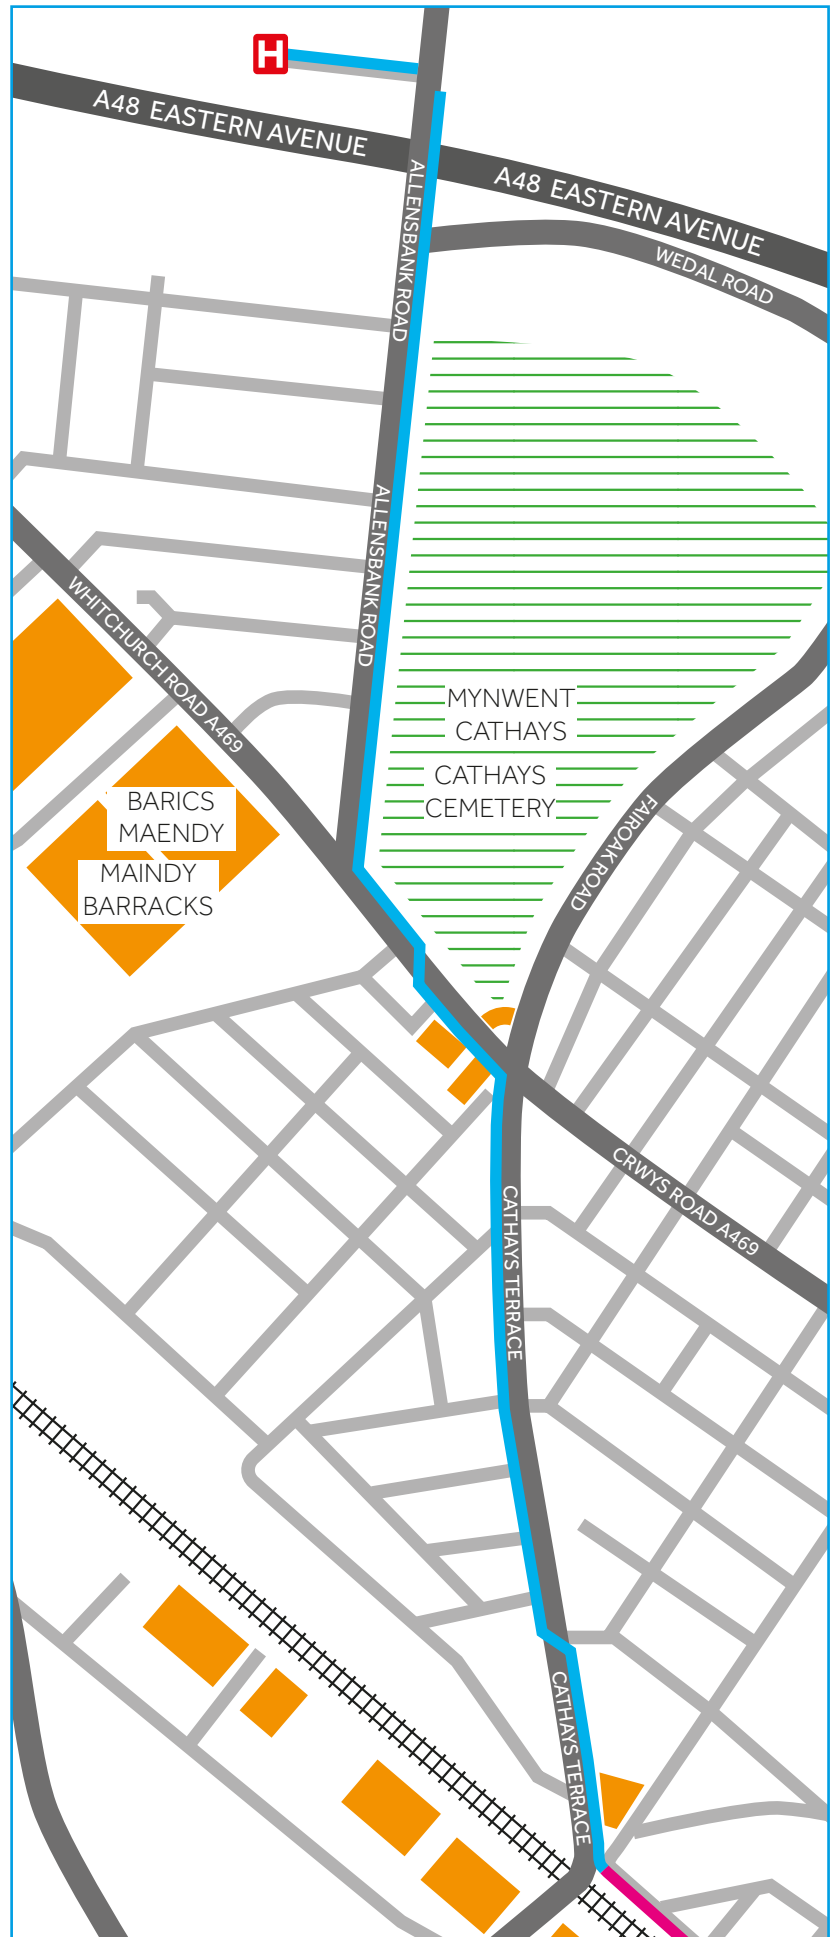 H
A48 EASTERN AVENUE
A48 EASTERN AVENUE
ALLENSBANK ROAD
WEDAL ROAD
ALLENSBANK ROAD
WHITCHURCH ROAD A469
MYNWENT
CATHAYS
CATHAYS
CEMETERY
BARICS
MAENDY
MAINDY
BARRACKS
FAIROAK ROAD
CRWYS ROAD A469
CATHAYS TERRACE
CATHAYS TERRACE